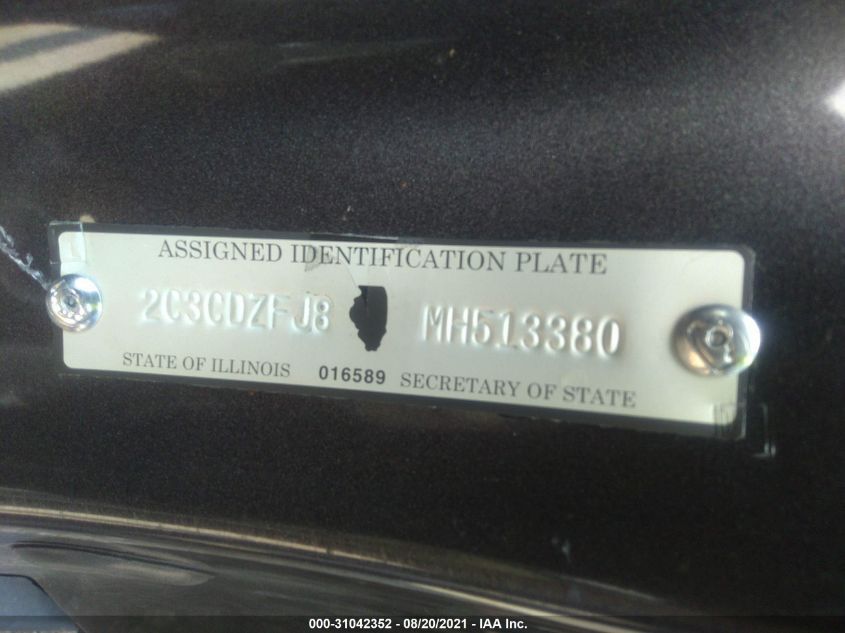 ASSIGNED IDENTIFICATION PLATE
2C3CDZFJ8 MH513380
STATE OF ILLINOIS 016589 SECRETARY OF STATE
000-31042352 - 08/20/2021 - IAA Inc.